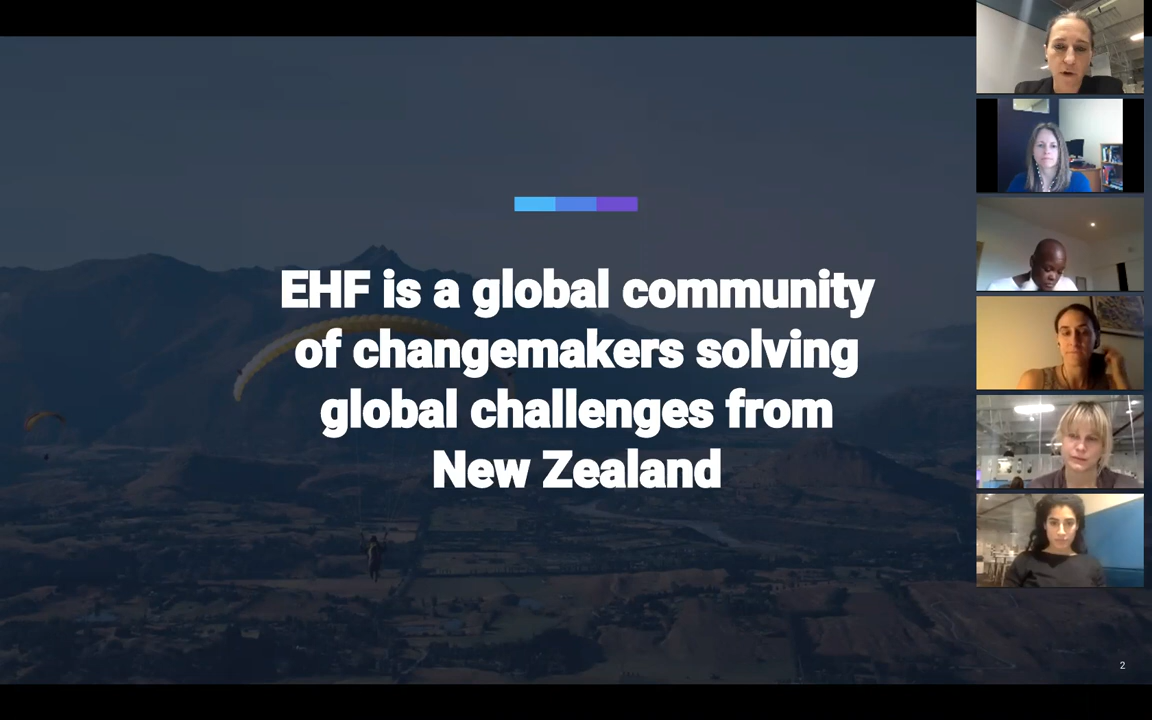 EHF is a global community
of changemakers solving
global challenges from
New Zealand
2